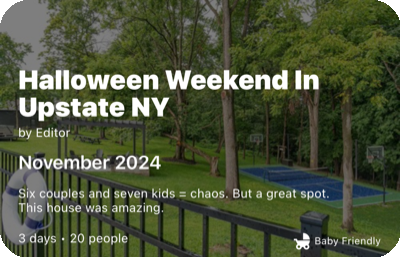 Halloween Weekend In
Upstate NY
by Editor
November 2024
Six couples and seven kids = chaos. But a great spot.
This house was amazing.
3 days • 20 people
Baby Friendly